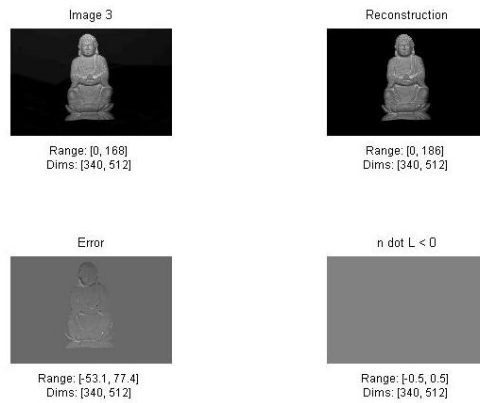 Image 3
Reconstruction
Range: [0, 168]
Dims: [340, 512]
Range: [0, 186]
Dims: [340, 512]
Error
n dot L < 0
Range: [-53.1, 77.4]
Dims: [340, 512]
Range: [-0.5, 0.5]
Dims: [340, 512]